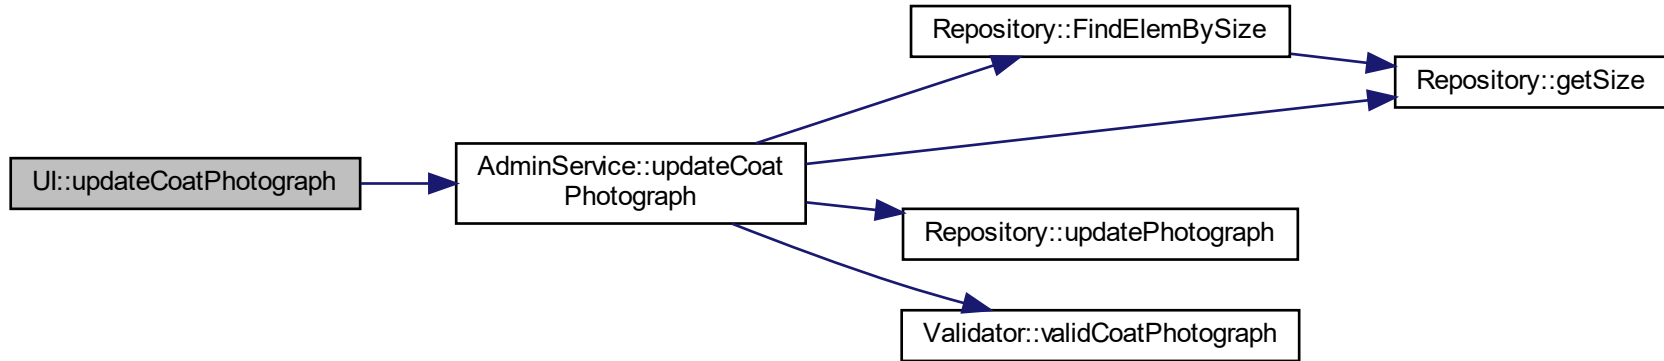 Repository::FindElemBySize
Repository::getSize
UI::updateCoatPhotograph
AdminService::updateCoat
Photograph
Repository::updatePhotograph
Validator::validCoatPhotograph